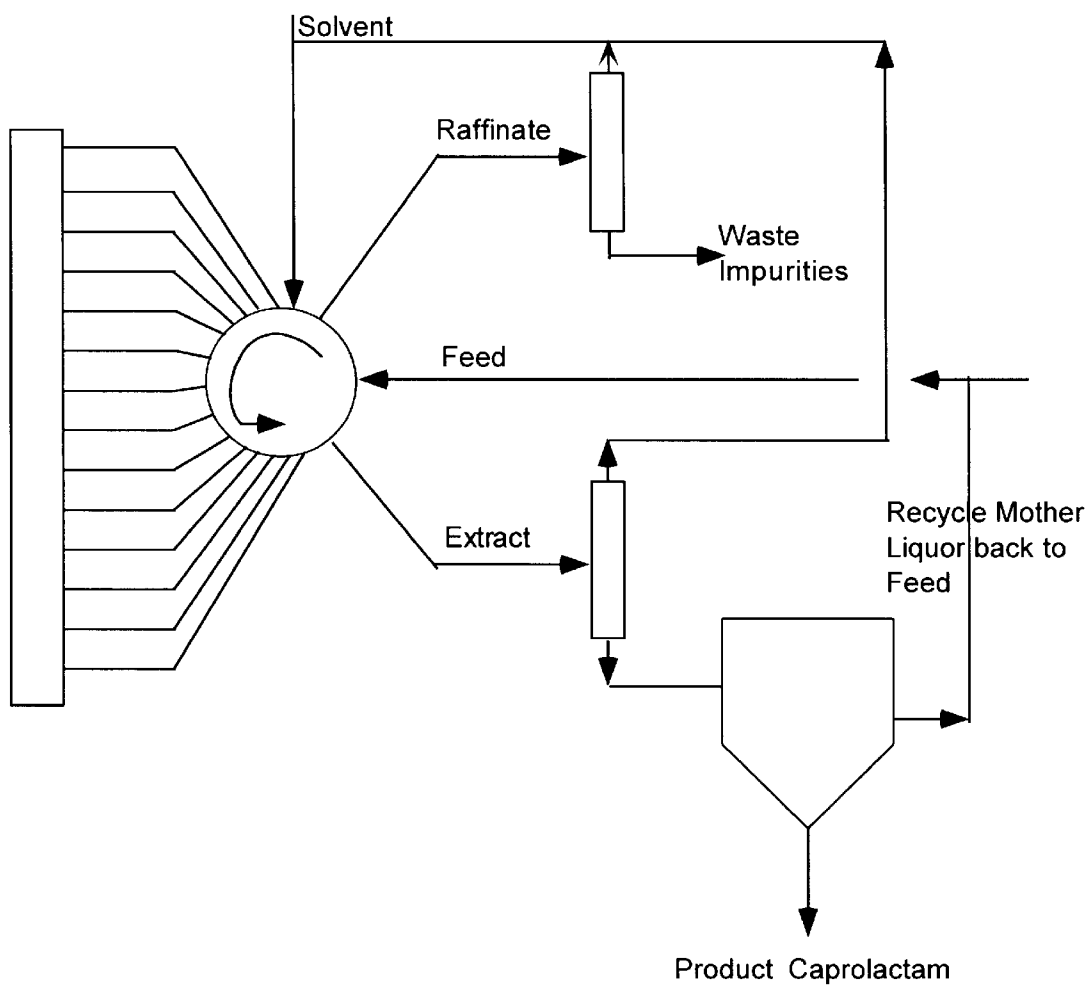 Solvent
Raffinate
Waste
Impurities
Feed
Extract
Recycle Mother
Liquor back to
Feed
Product Caprolactam